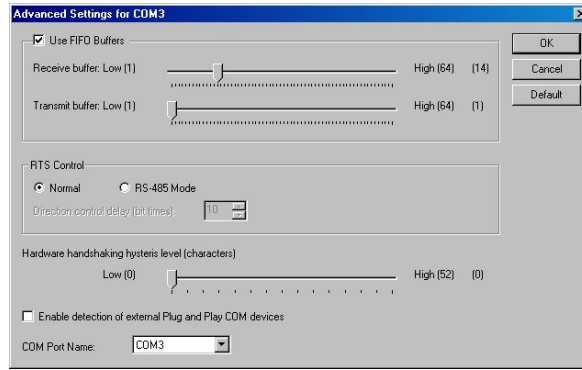 Advanced Settings for COM3
Use FIFO Buffers
OK
Receive buffer: Low (1) High (64) (14)
Cancel
Default
Transmit buffer: Low (1) High (64) (1)
RTS Control
Normal RS-485 Mode
Direction control delay (bit times): 10
Hardware handshaking hysteris level (characters)
Low (0) High (52) (0)
Enable detection of external Plug and Play COM devices
COM Port Name: COM3